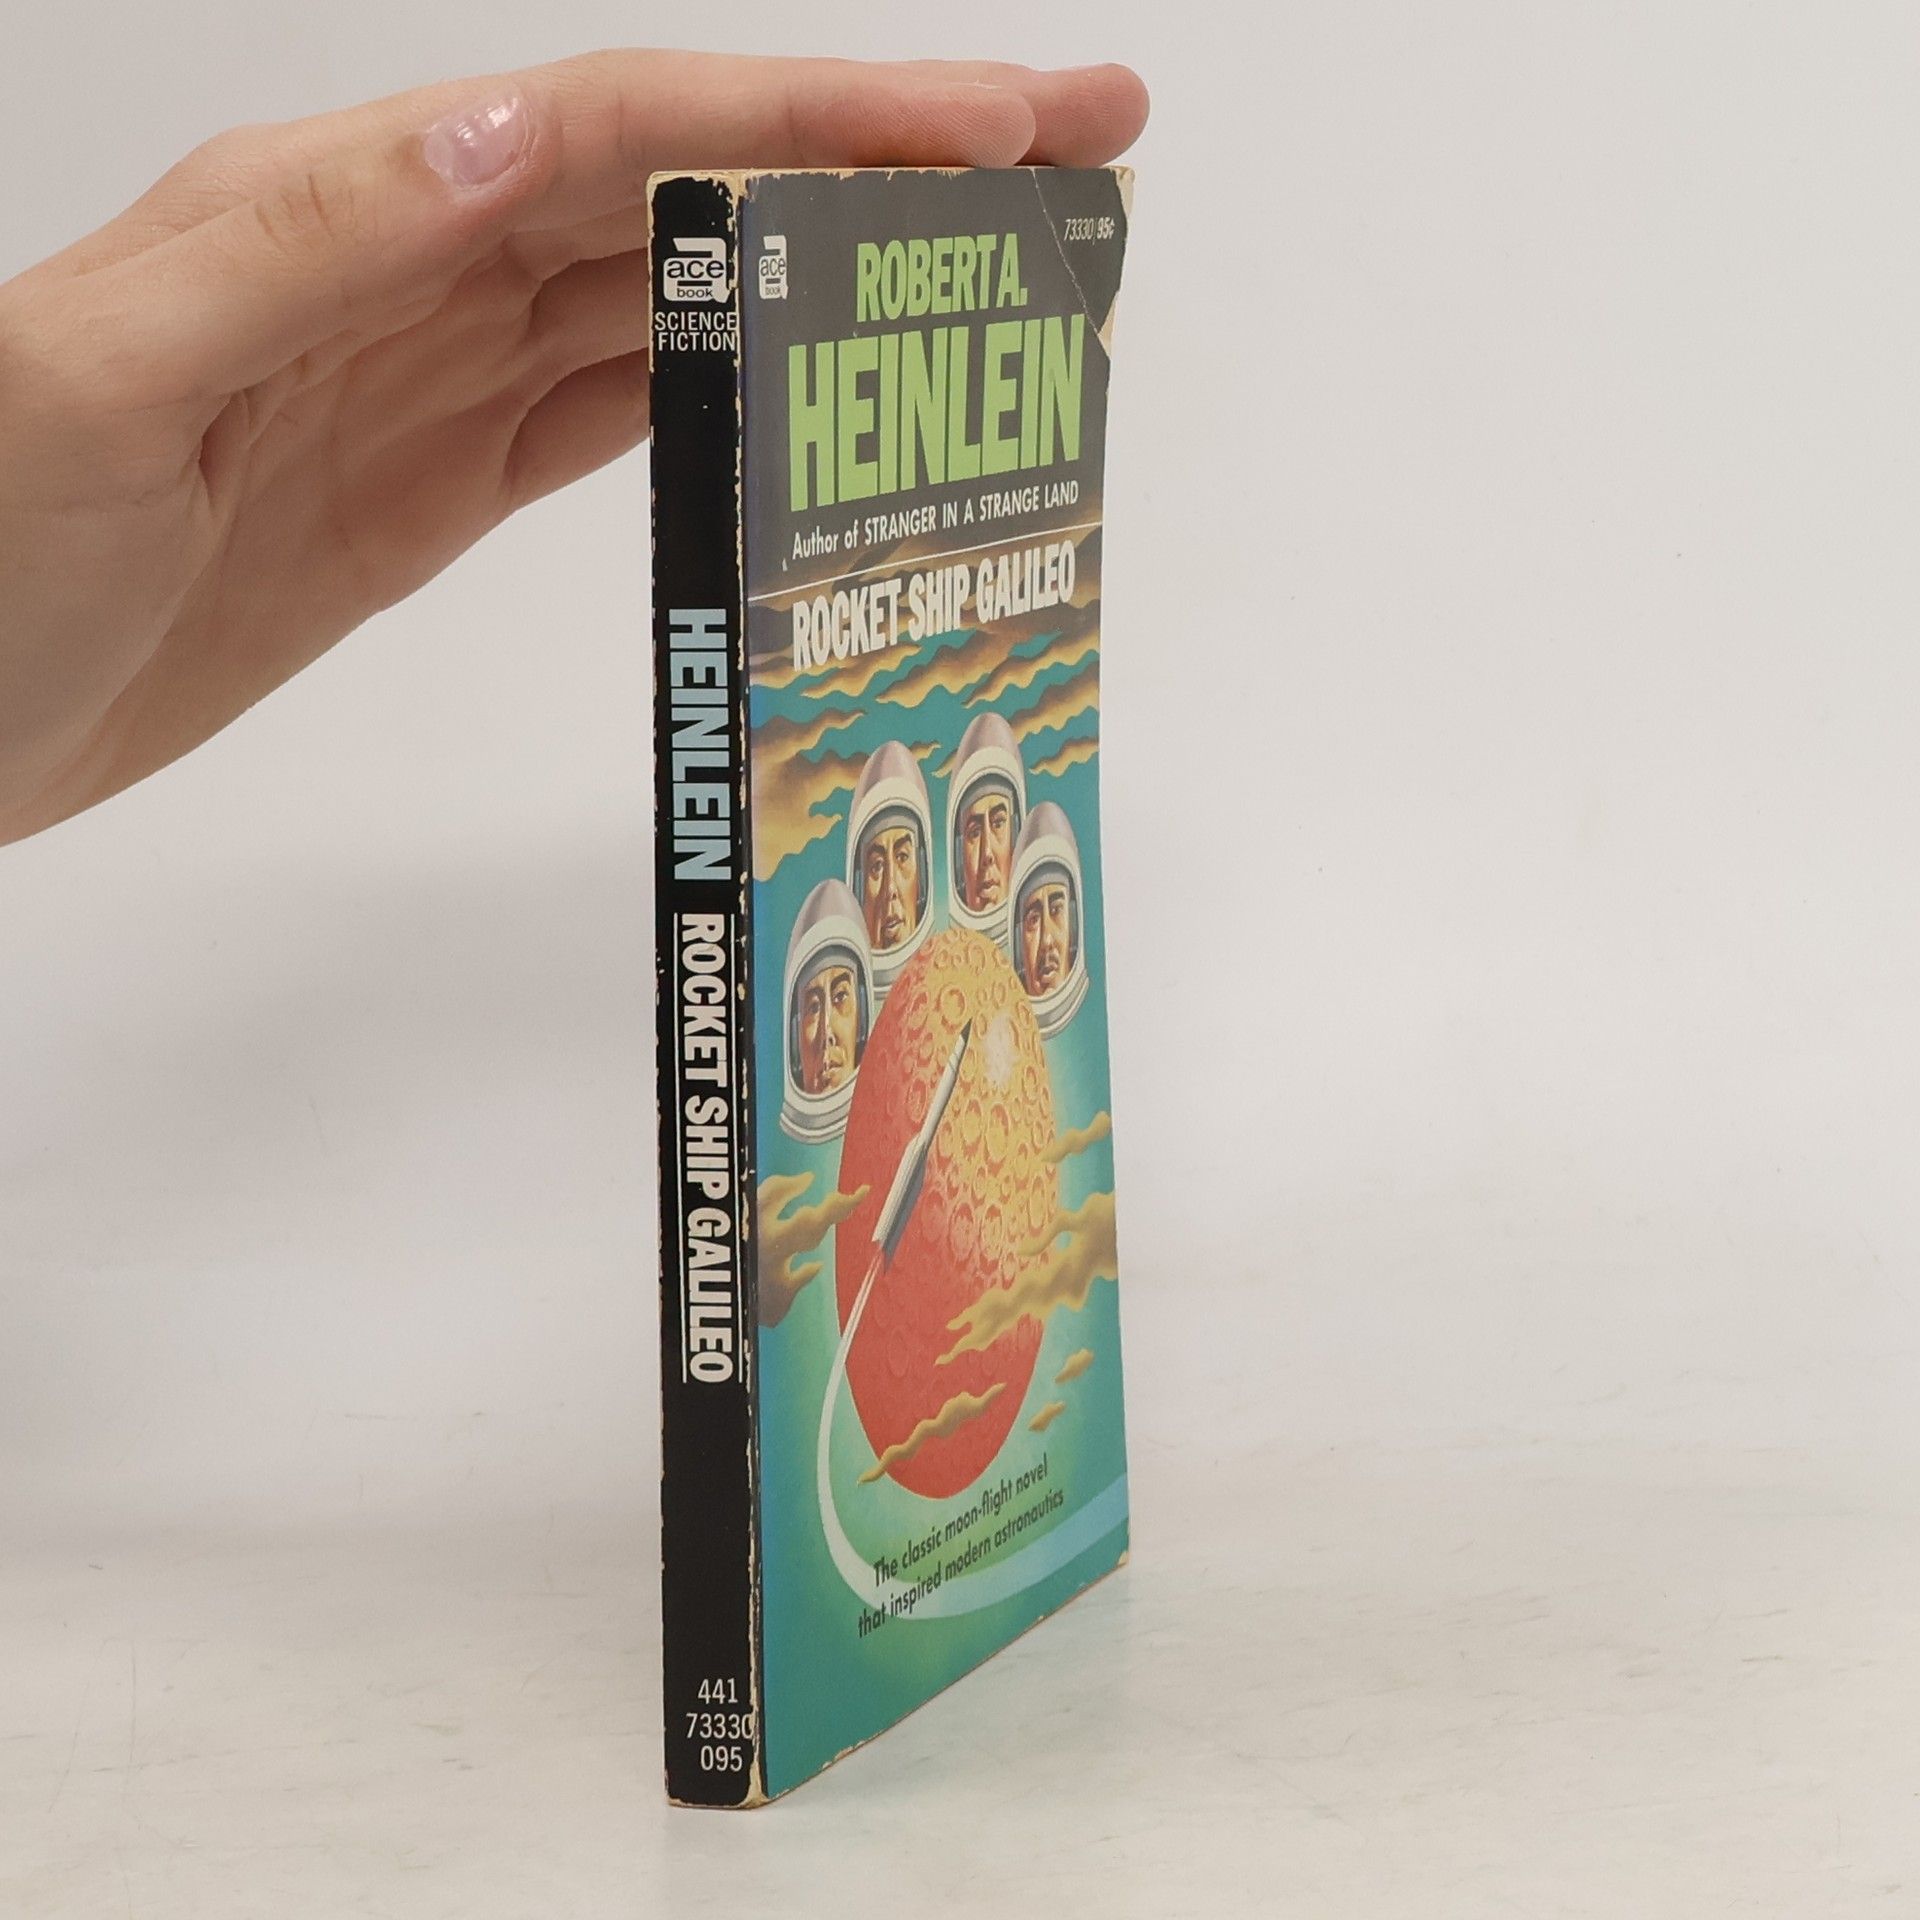 ace
book
SCIENCE
FICTION
HEINLEIN ROCKET SHIP GALILEO
441
73330
095
ace
book
73330 95¢
ROBERT A.
HEINLEIN
Author of STRANGER IN A STRANGE LAND
ROCKET SHIP GALILEO
The classic moon-flight novel
that inspired modern astronautics